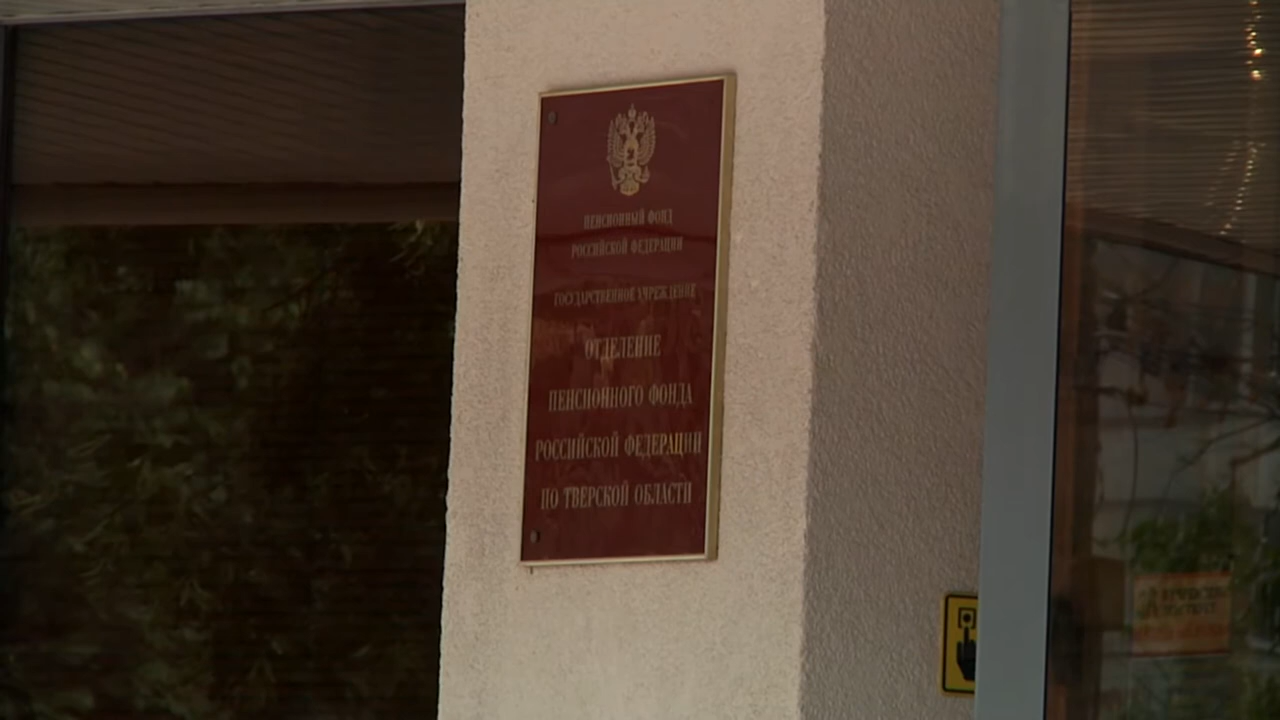 ПЕНСИОННЫЙ ФОНД
РОССИЙСКОЙ ФЕДЕРАЦИИ
ГОСУДАРСТВЕННОЕ УЧРЕЖДЕНИЕ
ОТДЕЛЕНИЕ
ПЕНСИОННОГО ФОНДА
РОССИЙСКОЙ ФЕДЕРАЦИИ
ПО ТВЕРСКОЙ ОБЛАСТИ